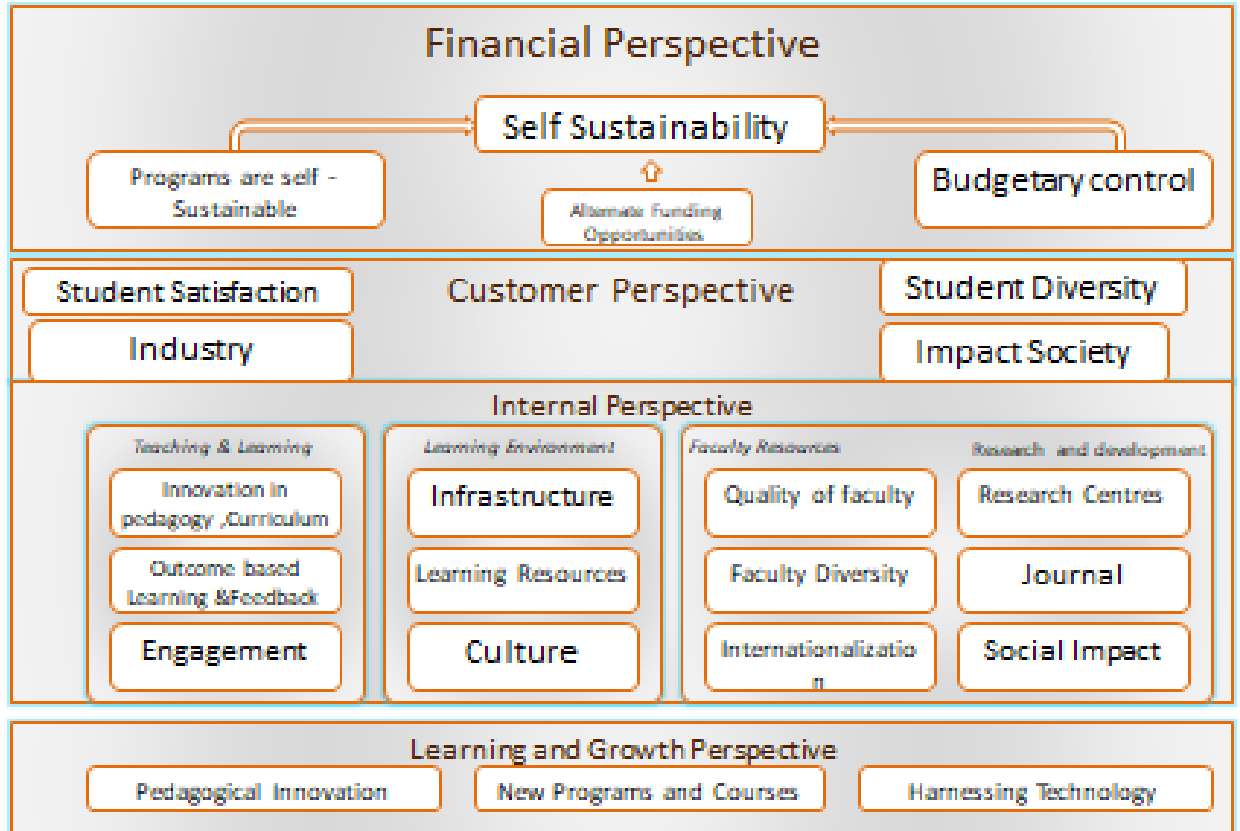 Financial Perspective
Self Sustainability
Programs are self -
Sustainable
Alternate Funding
Opportunities
Budgetary control
Student Satisfaction
Customer Perspective
Student Diversity
Industry
Impact Society
Internal Perspective
Teaching & Learning
Innovation in
pedagogy ,Curriculum
Outcome based
Learning &Feedback
Engagement
Learning Environment
Infrastructure
Learning Resources
Culture
Faculty Resources
Quality of faculty
Faculty Diversity
Internationalizatio
n
Research and development
Research Centres
Journal
Social Impact
Learning and Growth Perspective
Pedagogical Innovation
New Programs and Courses
Harnessing Technology